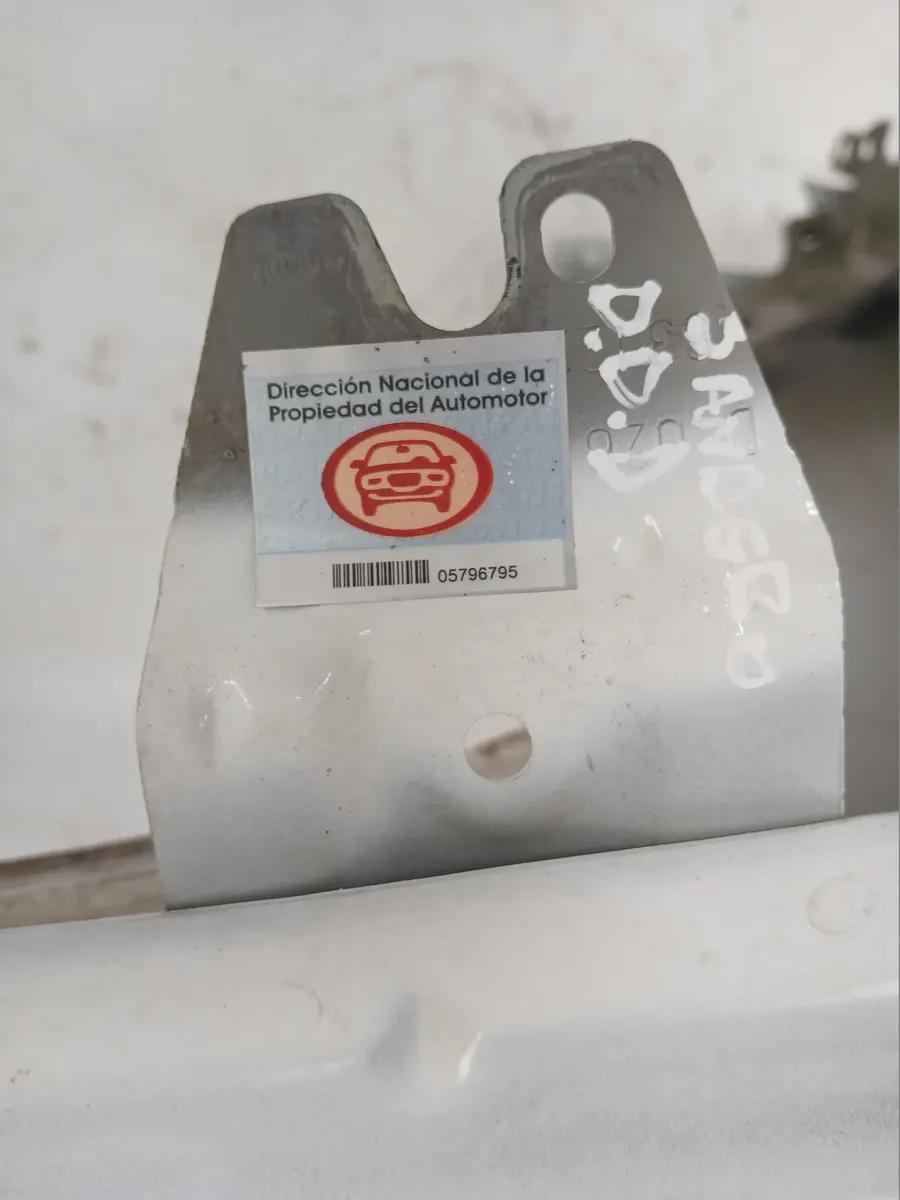 Dirección Nacional de la
Propiedad del Automotor
05796795
D.D.D
SANDERO